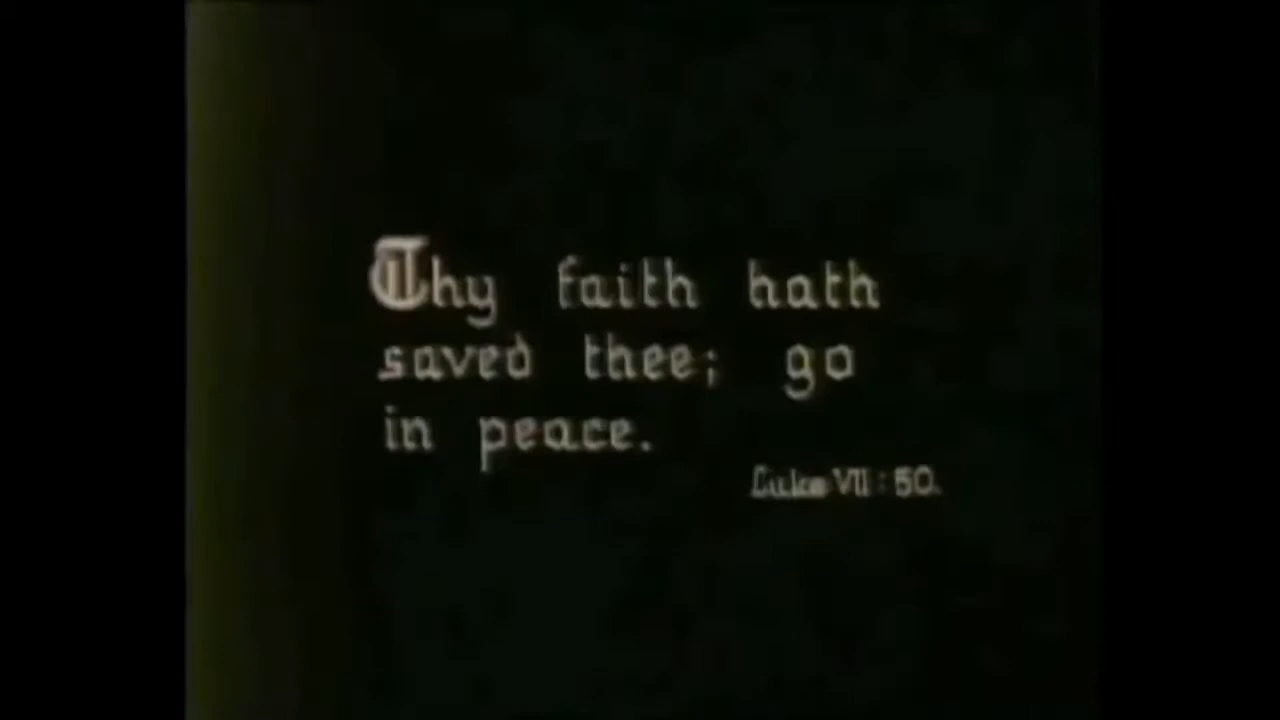 Thy faith hath
saved thee; go
in peace.
Luke VII : 50.